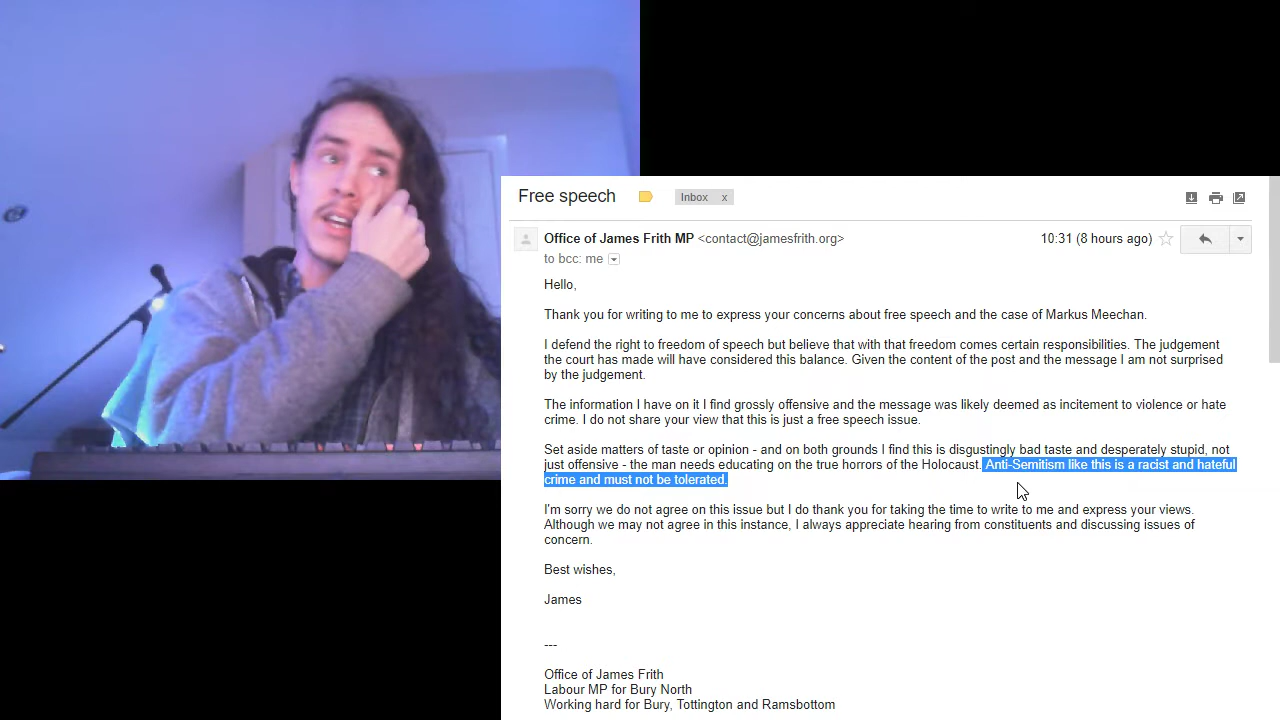 Free speech
Inbox x
Office of James Frith MP <contact@jamesfrith.org>
10:31 (8 hours ago)
to bcc: me
Hello,
Thank you for writing to me to express your concerns about free speech and the case of Markus Meechan.
I defend the right to freedom of speech but believe that with that freedom comes certain responsibilities. The judgement
the court has made will have considered this balance. Given the content of the post and the message I am not surprised
by the judgement.
The information I have on it I find grossly offensive and the message was likely deemed as incitement to violence or hate
crime. I do not share your view that this is just a free speech issue.
Set aside matters of taste or opinion - and on both grounds I find this is disgustingly bad taste and desperately stupid, not
just offensive - the man needs educating on the true horrors of the Holocaust. Anti-Semitism like this is a racist and hateful
crime and must not be tolerated.
I'm sorry we do not agree on this issue but I do thank you for taking the time to write to me and express your views.
Although we may not agree in this instance, I always appreciate hearing from constituents and discussing issues of
concern.
Best wishes,
James
---
Office of James Frith
Labour MP for Bury North
Working hard for Bury, Tottington and Ramsbottom